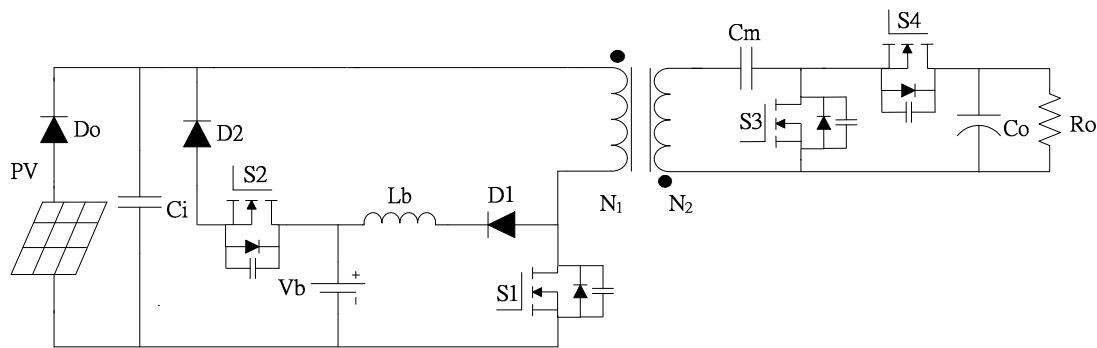 Do
PV
Ci
D2
S2
Vb
+
-
Lb
D1
S1
N1
N2
Cm
S3
S4
Co
Ro